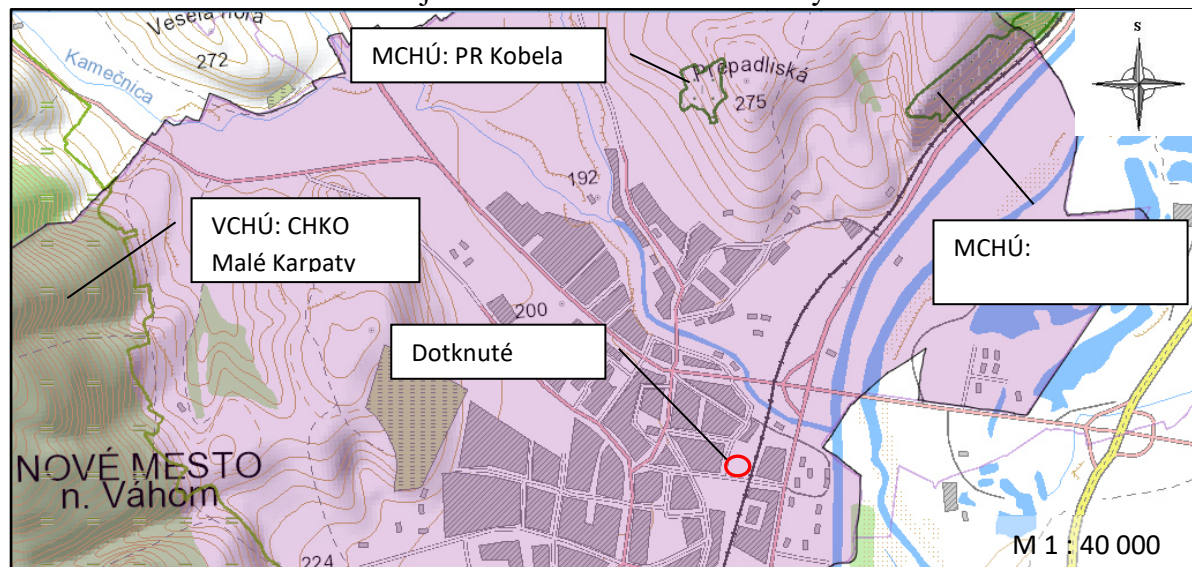 Veselá hora
Kamečnica
272
MCHÚ: PR Kobela
Prepadliská
275
s
192
VCHÚ: CHKO
Malé Karpaty
MCHÚ:
200
Dotknuté
NOVÉ MESTO
n. Váhom
224
M 1 : 40 000